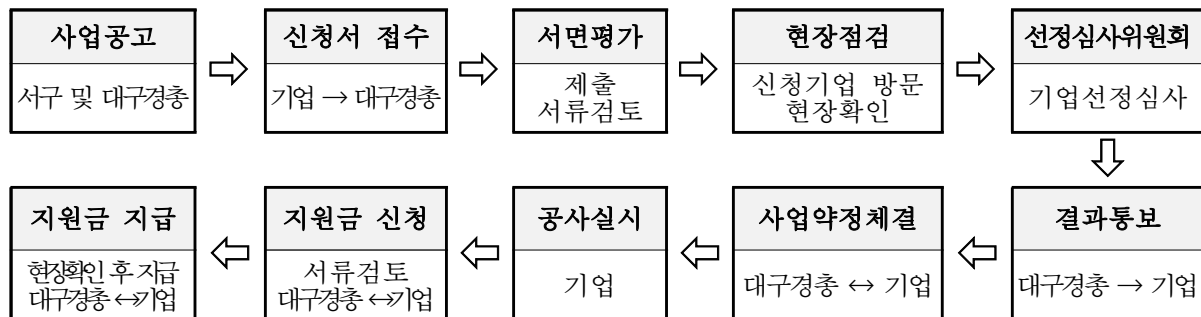 사업공고
서구 및 대구경총
신청서 접수
기업 → 대구경총
서면평가
제출
서류검토
현장점검
신청기업 방문
현장확인
선정심사위원회
기업선정심사
결과통보
대구경총 → 기업
사업약정체결
대구경총 ↔ 기업
공사실시
기업
지원금 신청
서류검토
대구경총 ↔기업
지원금 지급
현장확인 후 지급
대구경총 ↔기업